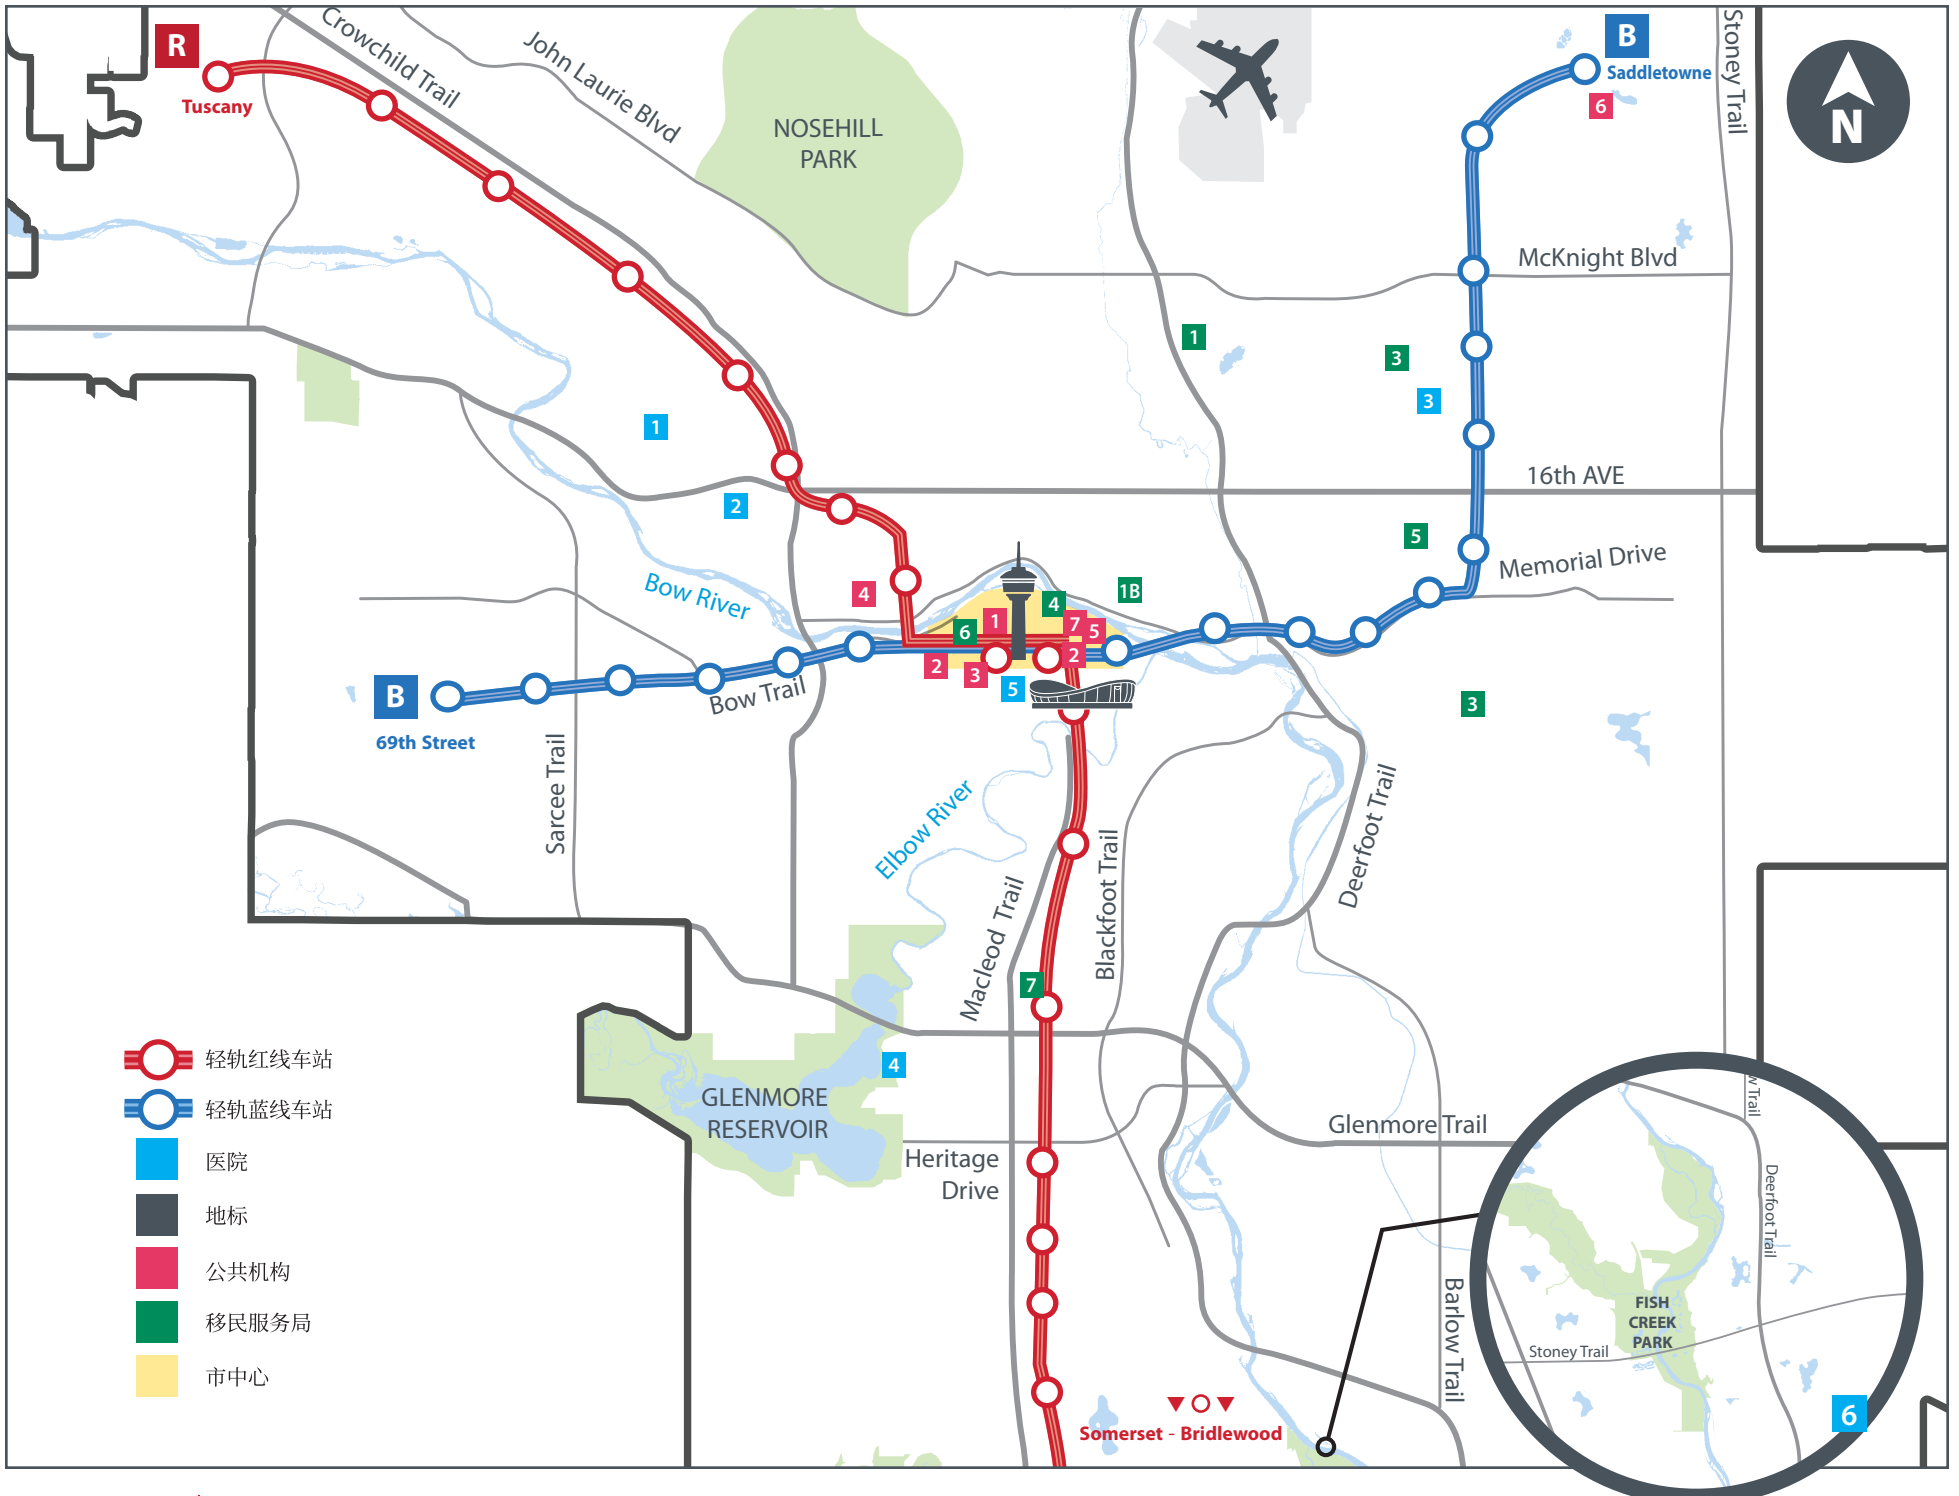 R
Tuscany
Crowchild Trail
John Laurie Blvd
NOSEHILL
PARK
B
Saddletowne
6
Stoney Trail
N
McKnight Blvd
1
3
3
1
16th AVE
2
5
Memorial Drive
Bow River
4
1B
4
1
7
5
6
2
2
3
5
B
69th Street
Bow Trail
3
Sarcee Trail
Elbow River
Deerfoot Trail
Blackfoot Trail
Macleod Trail
7
4
GLENMORE
RESERVOIR
Heritage
Drive
Glenmore Trail
Barlow Trail
Somerset - Bridlewood
w Trail
Deerfoot Trail
FISH
CREEK
PARK
Stoney Trail
6
轻轨红线车站
轻轨蓝线车站
医院
地标
公共机构
移民服务局
市中心